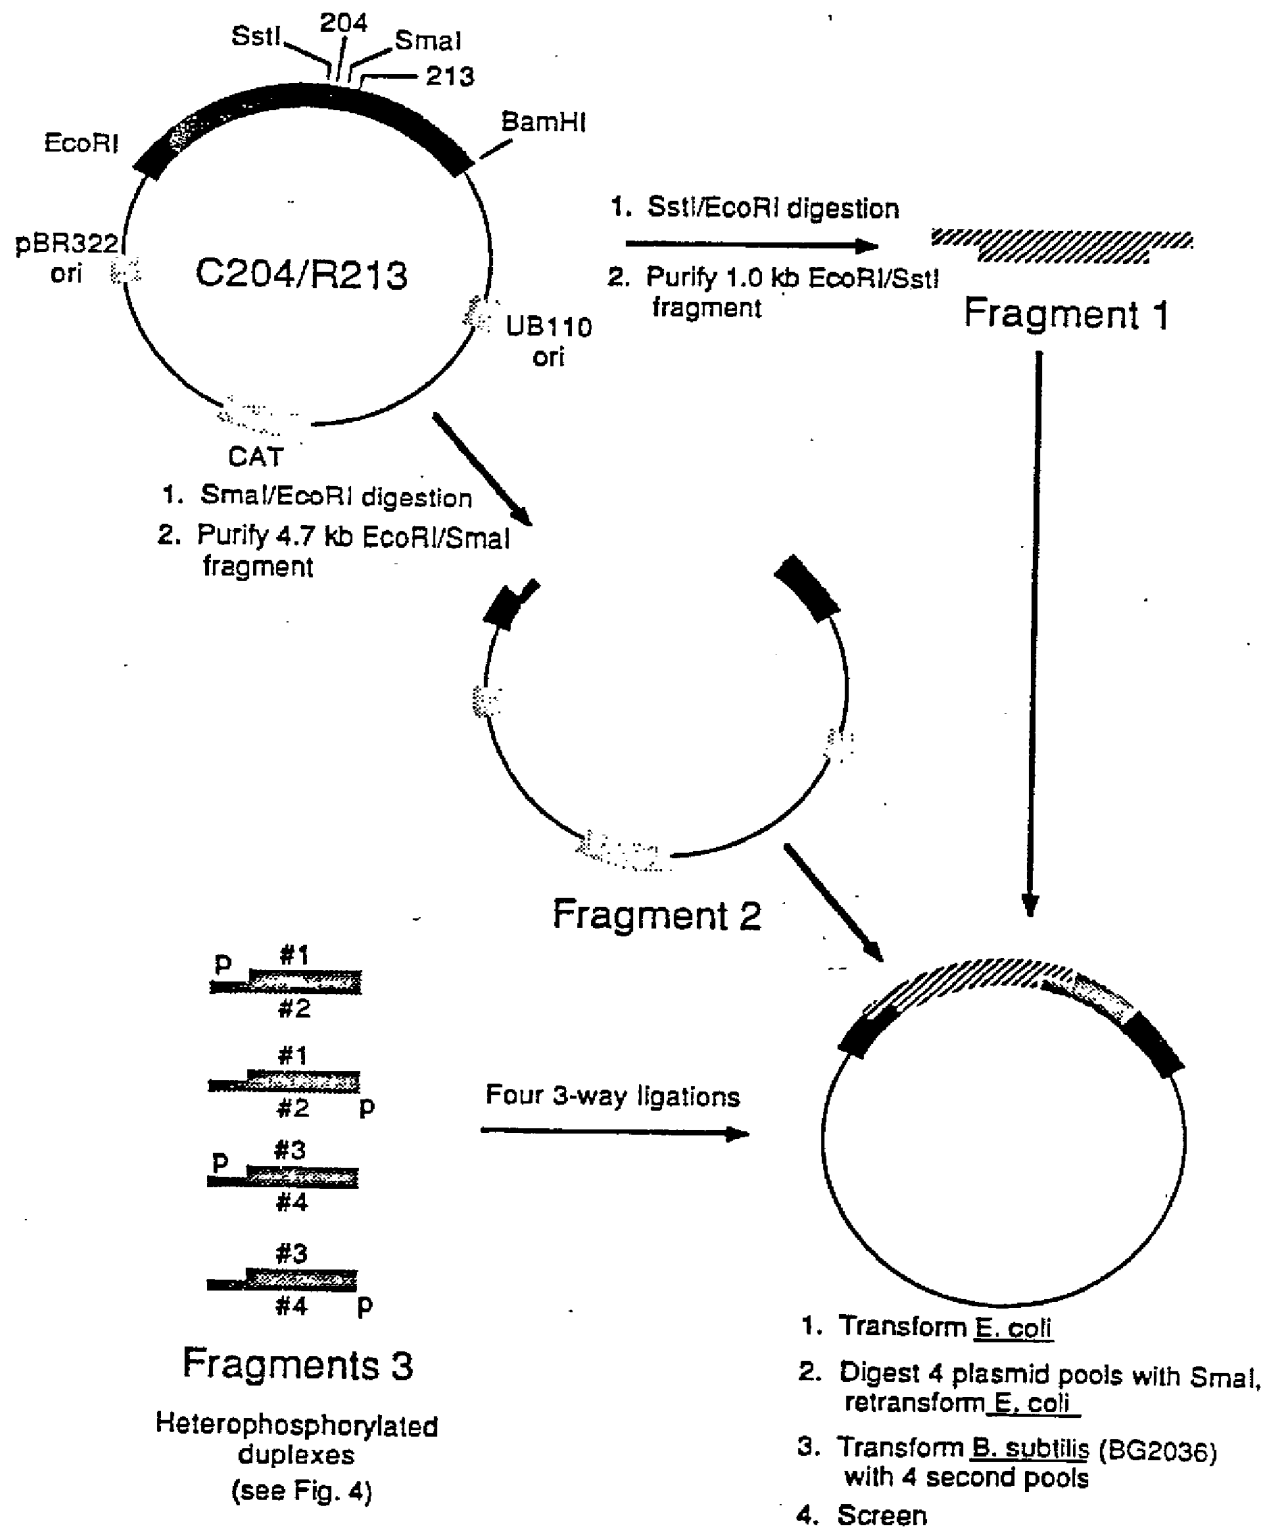 204
SstI
SmaI
213
BamHI
EcoRI
pBR322
ori
C204/R213
UB110
ori
CAT
1. SstI/EcoRI digestion
2. Purify 1.0 kb EcoRI/SstI
fragment
Fragment 1
1. SmaI/EcoRI digestion
2. Purify 4.7 kb EcoRI/SmaI
fragment
Fragment 2
p
#1
#2
#1
#2
p
p
#3
#4
#3
#4
p
Four 3-way ligations
Fragments 3
Heterophosphorylated
duplexes
(see Fig. 4)
1. Transform E. coli
2. Digest 4 plasmid pools with SmaI,
retransform E. coli
3. Transform B. subtilis (BG2036)
with 4 second pools
4. Screen